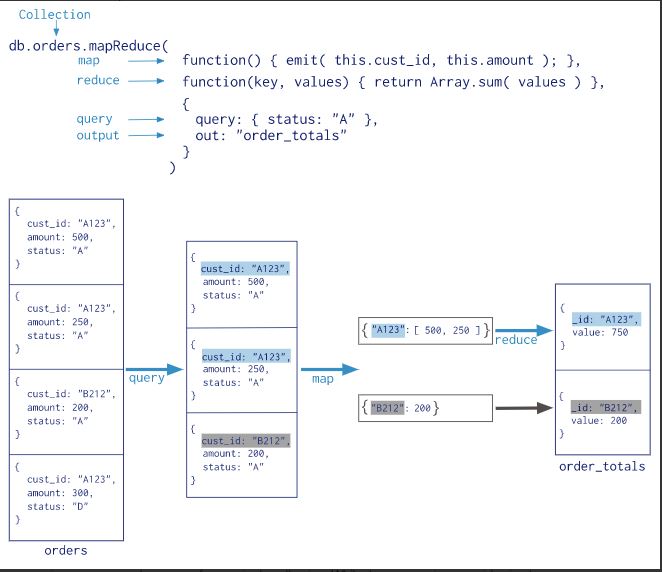 Collection
db.orders.mapReduce(
map function() { emit( this.cust_id, this.amount ); },
reduce function(key, values) { return Array.sum( values ) },
{
query query: { status: "A" },
output out: "order_totals"
}
)
{
cust_id: "A123",
amount: 500,
status: "A"
}
{
cust_id: "A123",
amount: 250,
status: "A"
}
{
cust_id: "B212",
amount: 200,
status: "A"
}
{
cust_id: "A123",
amount: 300,
status: "D"
}
orders
query
{
cust_id: "A123",
amount: 500,
status: "A"
}
{
cust_id: "A123",
amount: 250,
status: "A"
}
{
cust_id: "B212",
amount: 200,
status: "A"
}
map
{ "A123": [ 500, 250 ] }
{ "B212": 200 }
reduce
{
_id: "A123",
value: 750
}
{
_id: "B212",
value: 200
}
order_totals